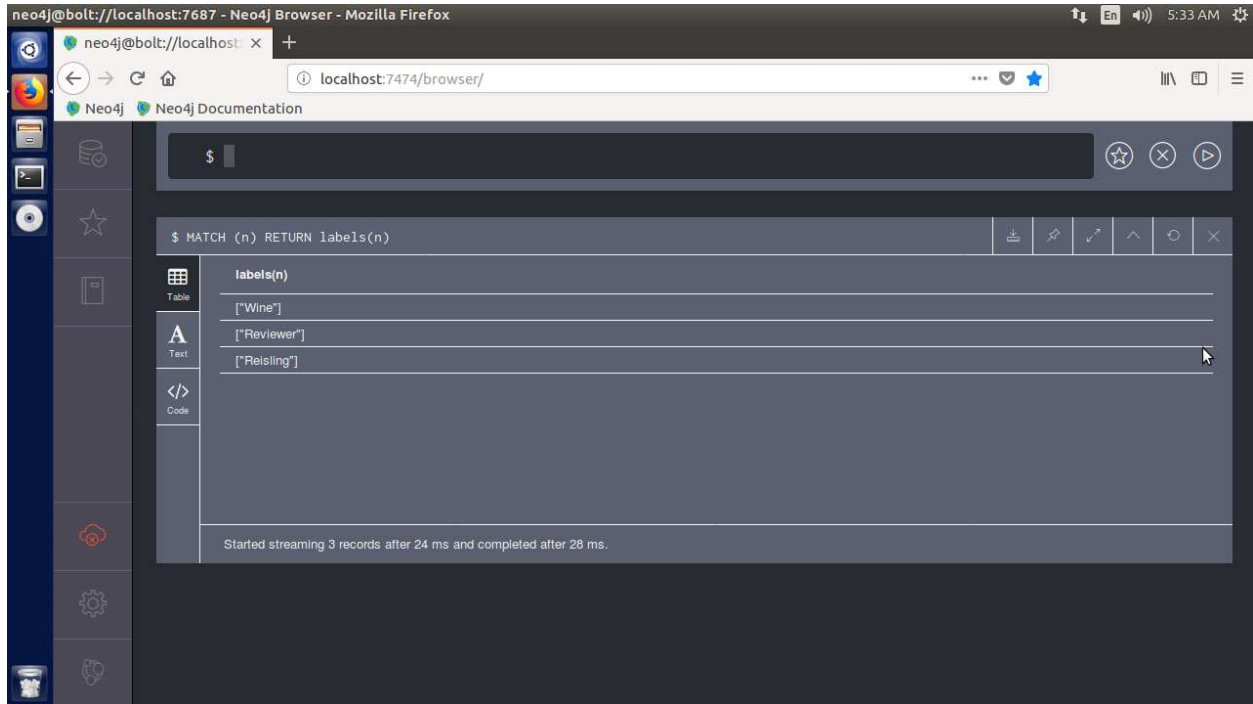 neo4j@bolt://localhost:7687 - Neo4j Browser - Mozilla Firefox
En 5:33 AM
neo4j@bolt://localhost:
localhost:7474/browser/
Neo4j Neo4j Documentation
$
$ MATCH (n) RETURN labels(n)
Table
labels(n)
["Wine"]
A
Text
["Reviewer"]
["Reisling"]
</>
Code
Started streaming 3 records after 24 ms and completed after 28 ms.